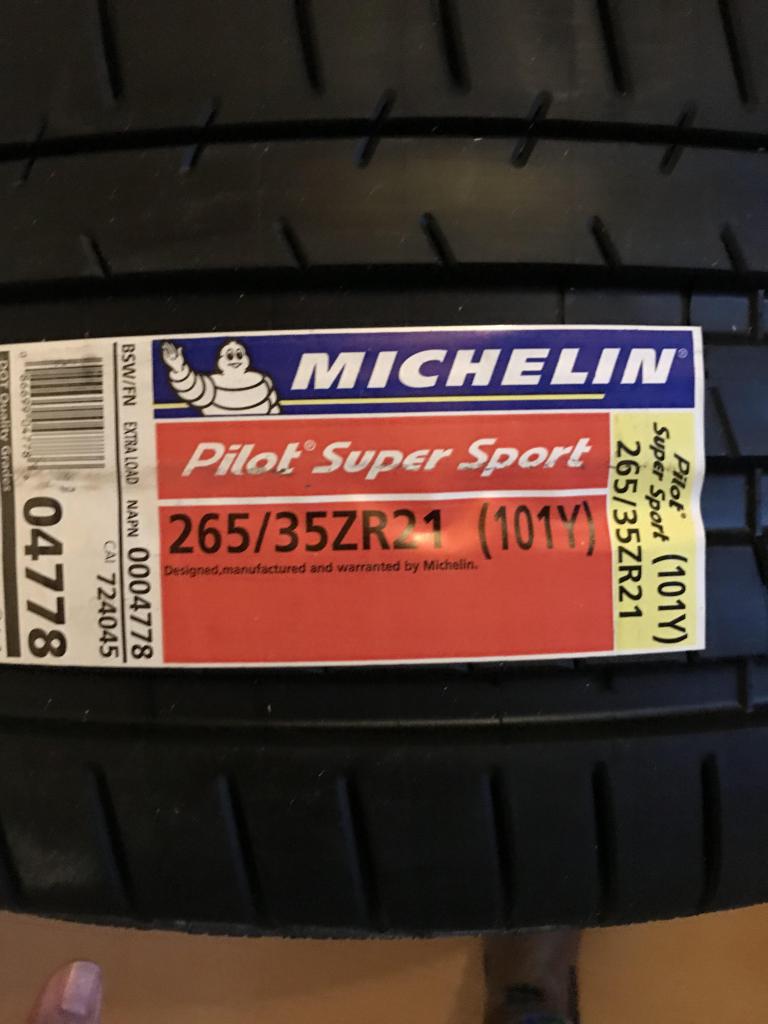 MICHELIN®
Pilot® Super Sport
265/35ZR21 (101Y)
Designed,manufactured and warranted by Michelin.
Pilot®
Super Sport (101Y)
265/35ZR21
BSW/FN EXTRA LOAD NAPN 0004778
CAI 724045
04778
DOT Quality Grades